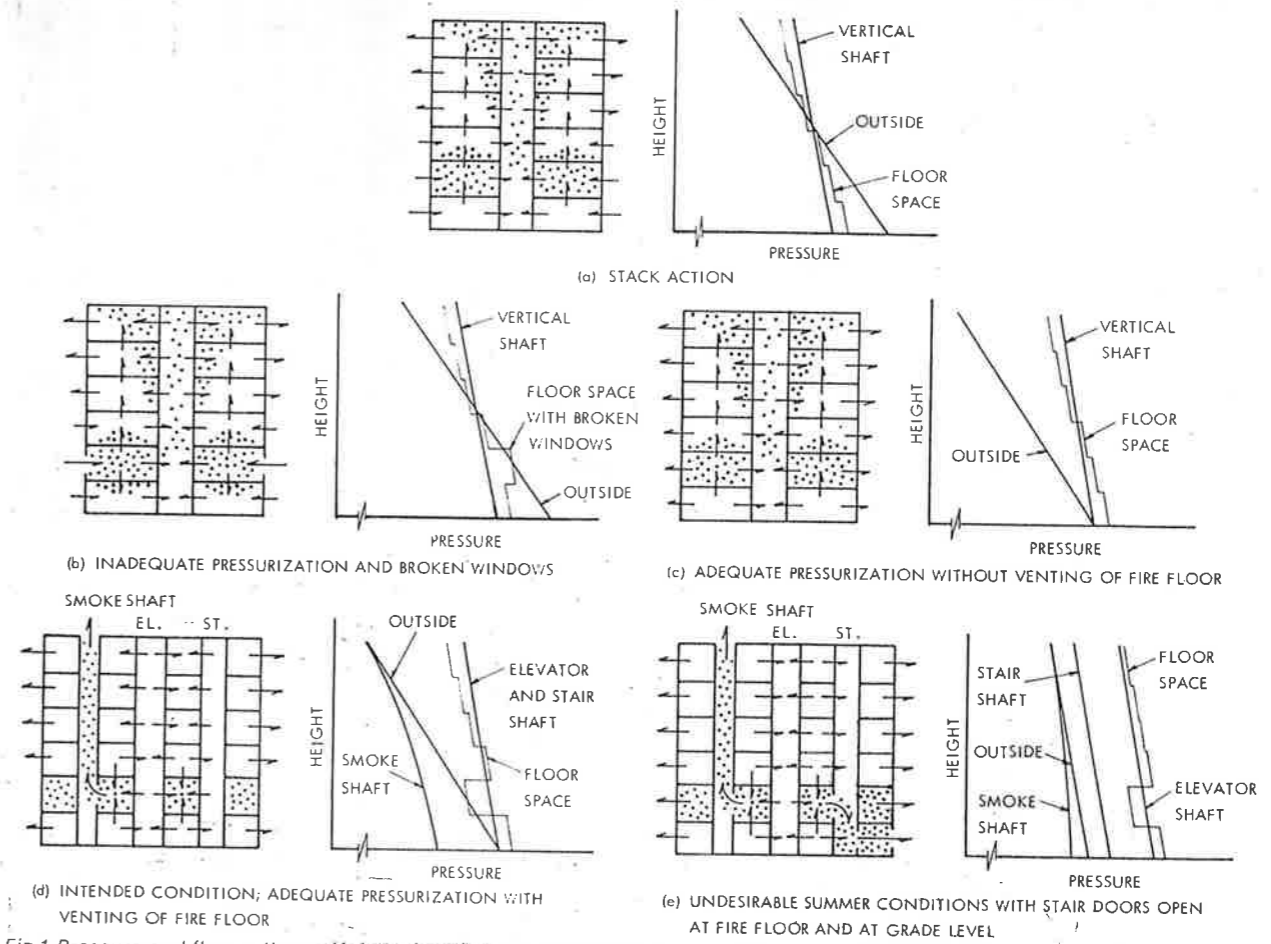 VERTICAL
SHAFT
OUTSIDE
FLOOR
SPACE
HEIGHT
PRESSURE
(a) STACK ACTION
VERTICAL
SHAFT
FLOOR SPACE
WITH BROKEN
WINDOWS
OUTSIDE
HEIGHT
PRESSURE
(b) INADEQUATE PRESSURIZATION AND BROKEN WINDOWS
VERTICAL
SHAFT
FLOOR
SPACE
OUTSIDE
HEIGHT
PRESSURE
(c) ADEQUATE PRESSURIZATION WITHOUT VENTING OF FIRE FLOOR
SMOKE SHAFT
EL. ST.
OUTSIDE
ELEVATOR
AND STAIR
SHAFT
FLOOR
SPACE
SMOKE
SHAFT
HEIGHT
PRESSURE
(d) INTENDED CONDITION; ADEQUATE PRESSURIZATION WITH
VENTING OF FIRE FLOOR
SMOKE SHAFT
EL. ST.
STAIR
SHAFT
OUTSIDE
SMOKE
SHAFT
FLOOR
SPACE
ELEVATOR
SHAFT
HEIGHT
PRESSURE
(e) UNDESIRABLE SUMMER CONDITIONS WITH STAIR DOORS OPEN
AT FIRE FLOOR AND AT GRADE LEVEL